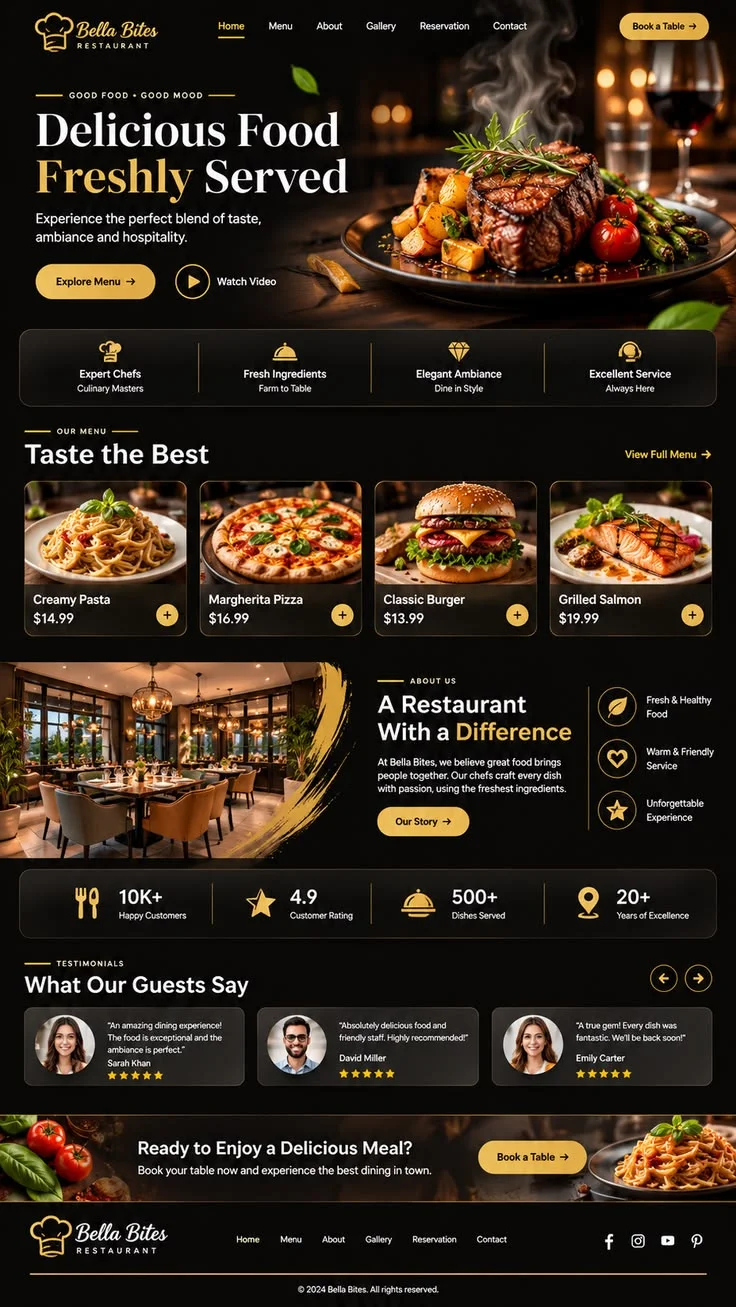 Bella Bites
RESTAURANT
Home
Menu
About
Gallery
Reservation
Contact
Book a Table →
GOOD FOOD • GOOD MOOD
Delicious Food
Freshly Served
Experience the perfect blend of taste,
ambiance and hospitality.
Explore Menu →
Watch Video
Expert Chefs
Culinary Masters
Fresh Ingredients
Farm to Table
Elegant Ambiance
Dine in Style
Excellent Service
Always Here
OUR MENU
Taste the Best
View Full Menu →
Creamy Pasta
$14.99
+
Margherita Pizza
$16.99
+
Classic Burger
$13.99
+
Grilled Salmon
$19.99
+
ABOUT US
A Restaurant
With a Difference
At Bella Bites, we believe great food brings
people together. Our chefs craft every dish
with passion, using the freshest ingredients.
Our Story →
Fresh & Healthy
Food
Warm & Friendly
Service
Unforgettable
Experience
10K+
Happy Customers
4.9
Customer Rating
500+
Dishes Served
20+
Years of Excellence
TESTIMONIALS
What Our Guests Say
← →
"An amazing dining experience!
The food is exceptional and the
ambiance is perfect."
Sarah Khan
★★★★★
"Absolutely delicious food and
friendly staff. Highly recommended!"
David Miller
★★★★★
"A true gem! Every dish was
fantastic. We'll be back soon!"
Emily Carter
★★★★★
Ready to Enjoy a Delicious Meal?
Book your table now and experience the best dining in town.
Book a Table →
Bella Bites
RESTAURANT
Home
Menu
About
Gallery
Reservation
Contact
© 2024 Bella Bites. All rights reserved.